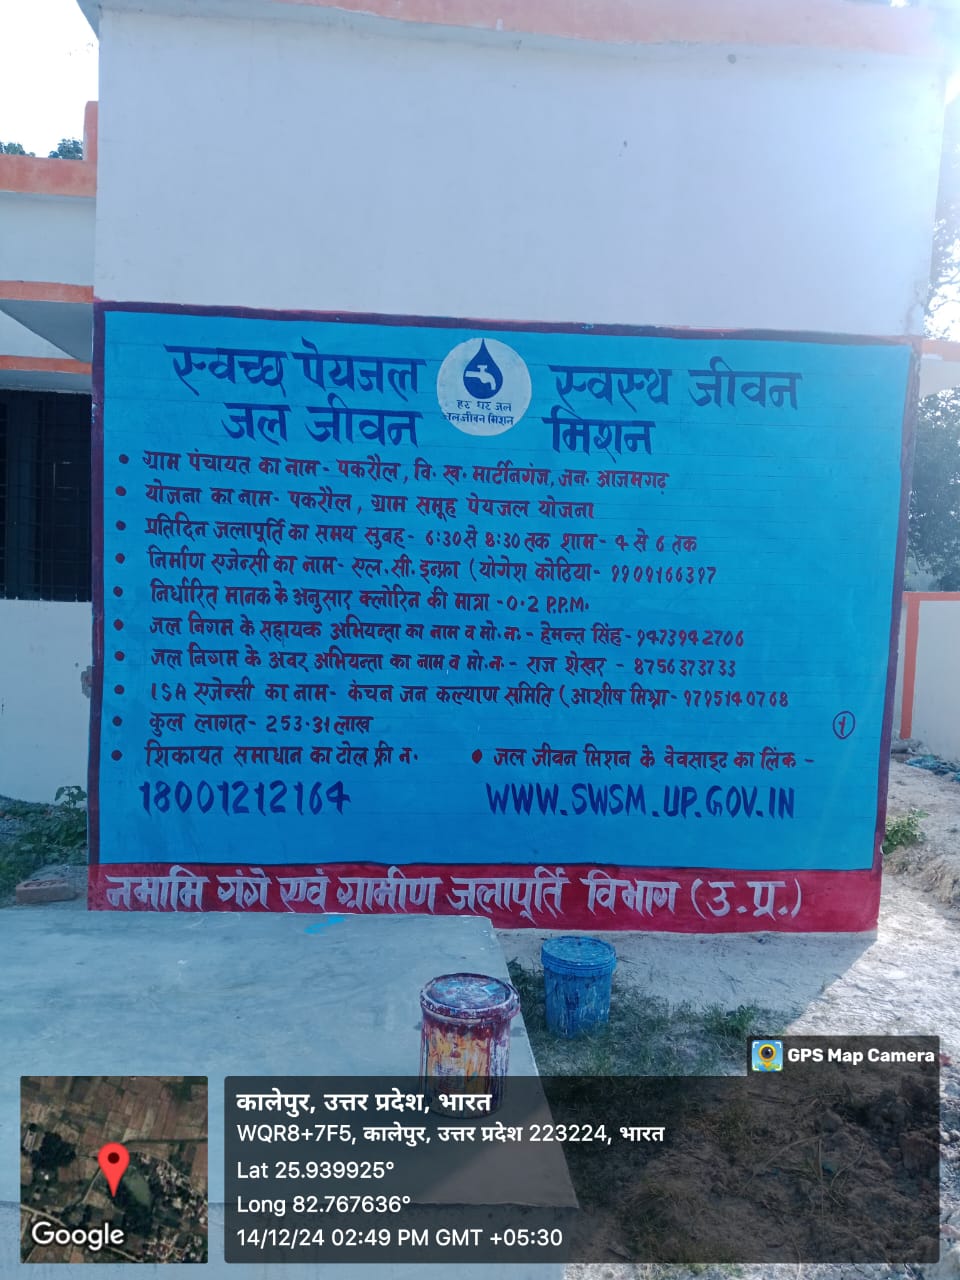 स्वच्छ पेयजल स्वस्थ जीवन
जल जीवन मिशन
हर घर जल
जल जीवन मिशन
• ग्राम पंचायत का नाम - पकरौल, वि. ख. मार्टीनगंज, जन. आजमगढ़
• योजना का नाम - पकरौल, ग्राम समूह पेयजल योजना
• प्रतिदिन जलापूर्ति का समय सुबह - 6:30 से 8:30 तक शाम - 4 से 6 तक
• निर्माण एजेन्सी का नाम - एल. सी. इन्फ्रा (योगेश कोठिया - 9909166397
• निर्धारित मानक के अनुसार क्लोरिन की मात्रा - 0.2 P.P.M.
• जल निगम के सहायक अभियन्ता का नाम व मो. न. - हेमन्त सिंह - 9473942706
• जल निगम के अवर अभियन्ता का नाम व मो. न. - राज शेखर - 8756373733
• ISA एजेन्सी का नाम - कंचन जन कल्याण समिति (आशीष मिश्रा - 9795140768
• कुल लागत - 253.31 लाख
1
• शिकायत समाधान का टोल फ्री न.
18001212164
• जल जीवन मिशन के वेवसाइट का लिंक -
WWW.SWSM.UP.GOV.IN
नमामि गंगे एवं ग्रामीण जलापूर्ति विभाग (उ.प्र.)
GPS Map Camera
कालेपुर, उत्तर प्रदेश, भारत
WQR8+7F5, कालेपुर, उत्तर प्रदेश 223224, भारत
Lat 25.939925°
Long 82.767636°
14/12/24 02:49 PM GMT +05:30
Google